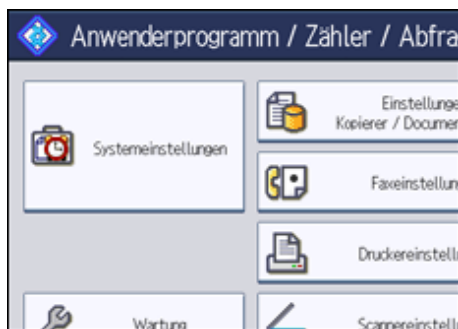 Anwenderprogramm / Zähler / Abfra
Systemeinstellungen
Einstellunge
Kopierer / Documen
Faxeinstellun
Druckereinstell
Wartung
Scannereinstell